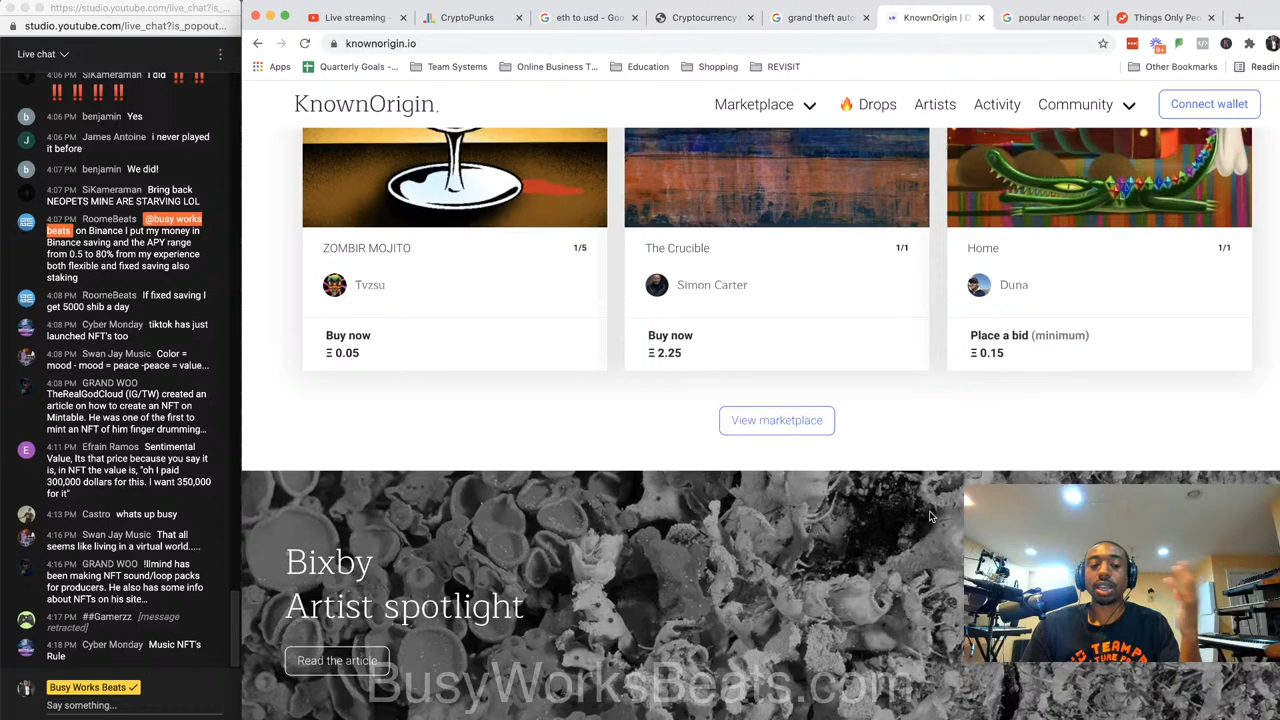 https://studio.youtube.com/live_chat?is_popout...
studio.youtube.com/live_chat?is_popout...
Live chat
4:06 PM SiKameraman I did ‼️ ‼️
‼️ ‼️ ‼️ ‼️
4:06 PM benjamin Yes
4:06 PM James Antoine i never played
it before
4:07 PM benjamin We did!
4:07 PM SiKameraman Bring back
NEOPETS MINE ARE STARVING LOL
4:07 PM RoomeBeats @busy works
beats on Binance I put my money in
Binance saving and the APY range
from 0.5 to 80% from my experience
both flexible and fixed saving also
staking
4:08 PM RoomeBeats If fixed saving I
get 5000 shib a day
4:08 PM Cyber Monday tiktok has just
launched NFT's too
4:08 PM Swan Jay Music Color =
mood - mood = peace -peace = value...
4:08 PM GRAND WOO
TheRealGodCloud (IG/TW) created an
article on how to create an NFT on
Mintable. He was one of the first to
mint an NFT of him finger drumming...
4:11 PM Efrain Ramos Sentimental
Value, Its that price because you say it
is, in NFT the value is, "oh I paid
300,000 dollars for this. I want 350,000
for it"
4:13 PM Castro whats up busy
4:16 PM Swan Jay Music That all
seems like living in a virtual world.....
4:16 PM GRAND WOO !llmind has
been making NFT sound/loop packs
for producers. He also has some info
about NFTs on his site...
4:17 PM ##Gamerzz [message
retracted]
4:18 PM Cyber Monday Music NFT's
Rule
Busy Works Beats
Say something...
Live streaming -
CryptoPunks
eth to usd - Goo
Cryptocurrency
grand theft auto
KnownOrigin | D
popular neopets
Things Only Peo
knownorigin.io
Apps
Quarterly Goals -...
Team Systems
Online Business T...
Education
Shopping
REVISIT
Other Bookmarks
Readin
KnownOrigin.
Marketplace
🔥 Drops
Artists
Activity
Community
Connect wallet
ZOMBIR MOJITO 1/5
Tvzsu
Buy now
Ξ 0.05
The Crucible 1/1
Simon Carter
Buy now
Ξ 2.25
Home 1/1
Duna
Place a bid (minimum)
Ξ 0.15
View marketplace
Bixby
Artist spotlight
Read the article
BusyWorksBeats.com